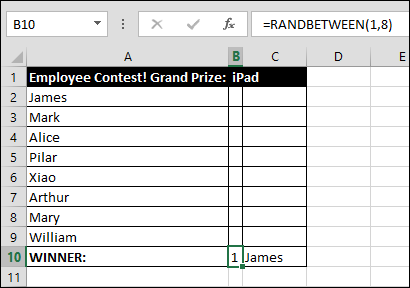 B10 =RANDBETWEEN(1,8)
A B C D E
1 Employee Contest! Grand Prize: iPad
2 James
3 Mark
4 Alice
5 Pilar
6 Xiao
7 Arthur
8 Mary
9 William
10 WINNER: 1 James
11